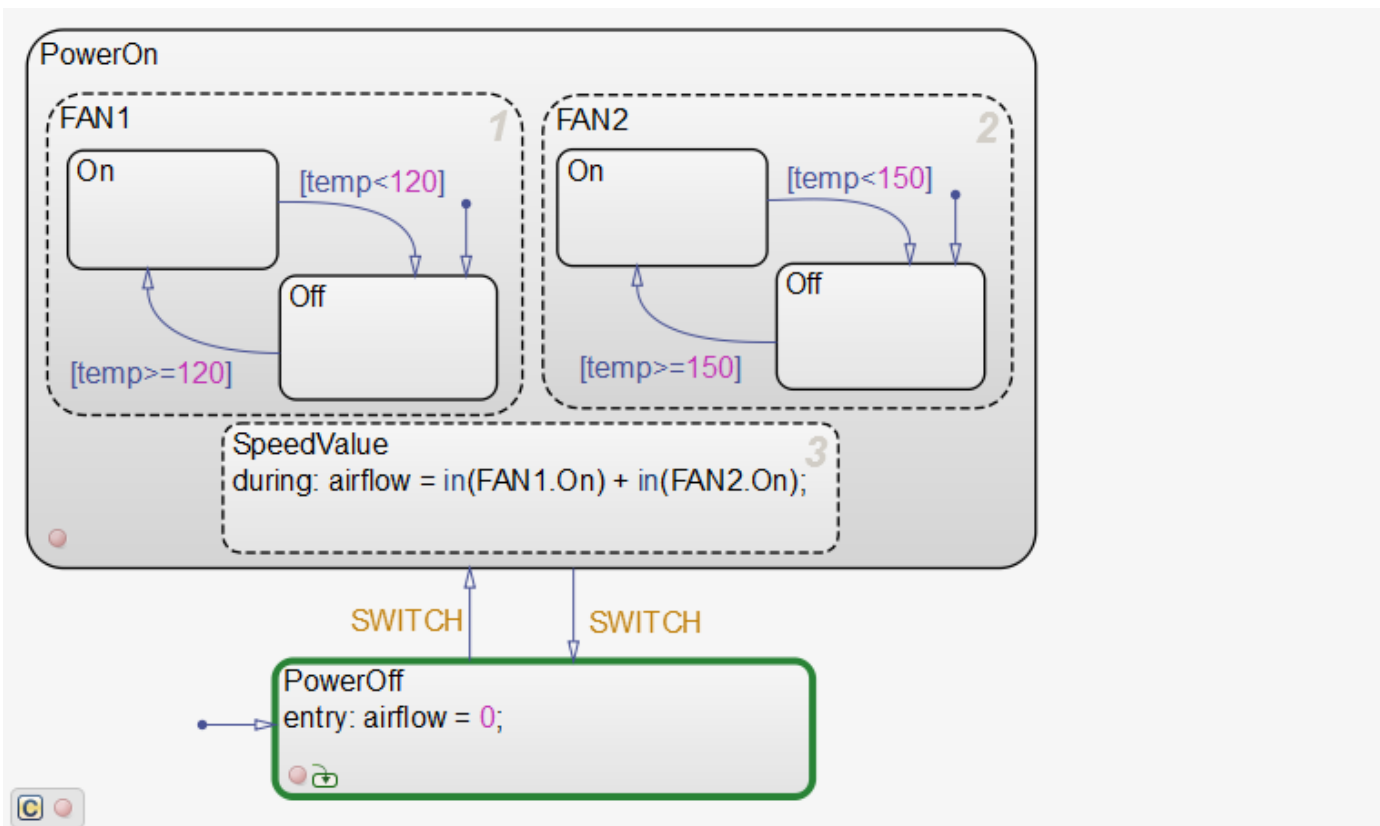 PowerOn
FAN1
1
On
[temp<120]
Off
[temp>=120]
FAN2
2
On
[temp<150]
Off
[temp>=150]
SpeedValue
3
during: airflow = in(FAN1.On) + in(FAN2.On);
SWITCH
SWITCH
PowerOff
entry: airflow = 0;
C